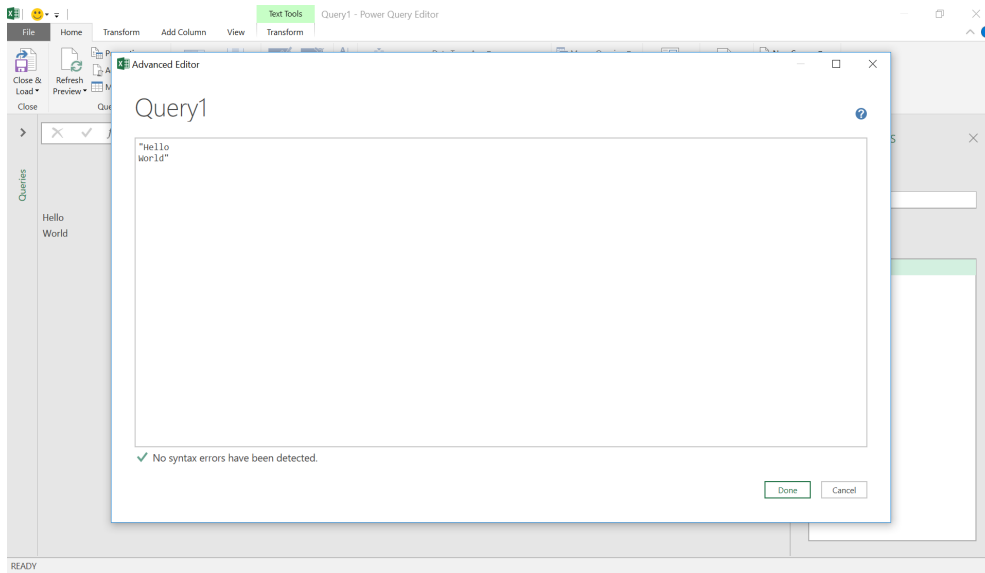 Text Tools Query1 - Power Query Editor
File Home Transform Add Column View Transform
Close & Load
Refresh Preview
Close
Advanced Editor
Query1
"Hello
World"
Queries
Hello
World
No syntax errors have been detected.
Done Cancel
READY